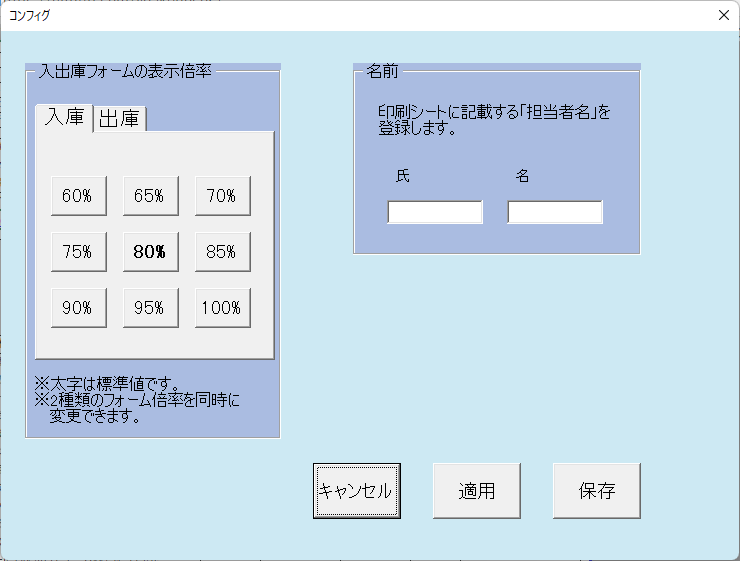 コンフィグ
入出庫フォームの表示倍率
入庫 出庫
60% 65% 70%
75% 80% 85%
90% 95% 100%
※太字は標準値です。
※2種類のフォーム倍率を同時に
変更できます。
名前
印刷シートに記載する「担当者名」を
登録します。
氏 名
キャンセル 適用 保存